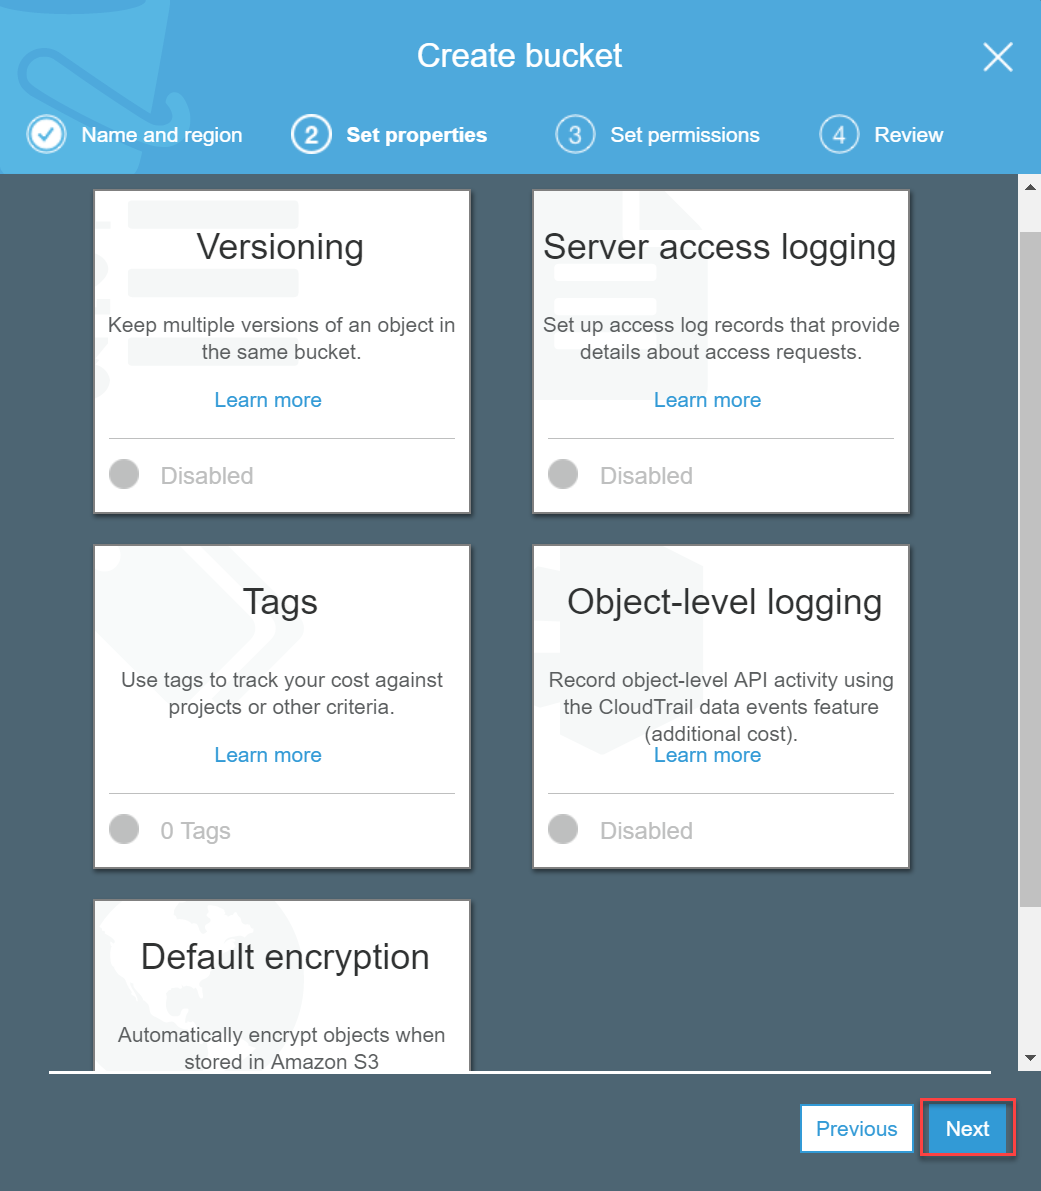 Create bucket
Name and region
2 Set properties
3 Set permissions
4 Review
Versioning
Keep multiple versions of an object in
the same bucket.
Learn more
Disabled
Server access logging
Set up access log records that provide
details about access requests.
Learn more
Disabled
Tags
Use tags to track your cost against
projects or other criteria.
Learn more
0 Tags
Object-level logging
Record object-level API activity using
the CloudTrail data events feature
(additional cost).
Learn more
Disabled
Default encryption
Automatically encrypt objects when
stored in Amazon S3
Previous
Next